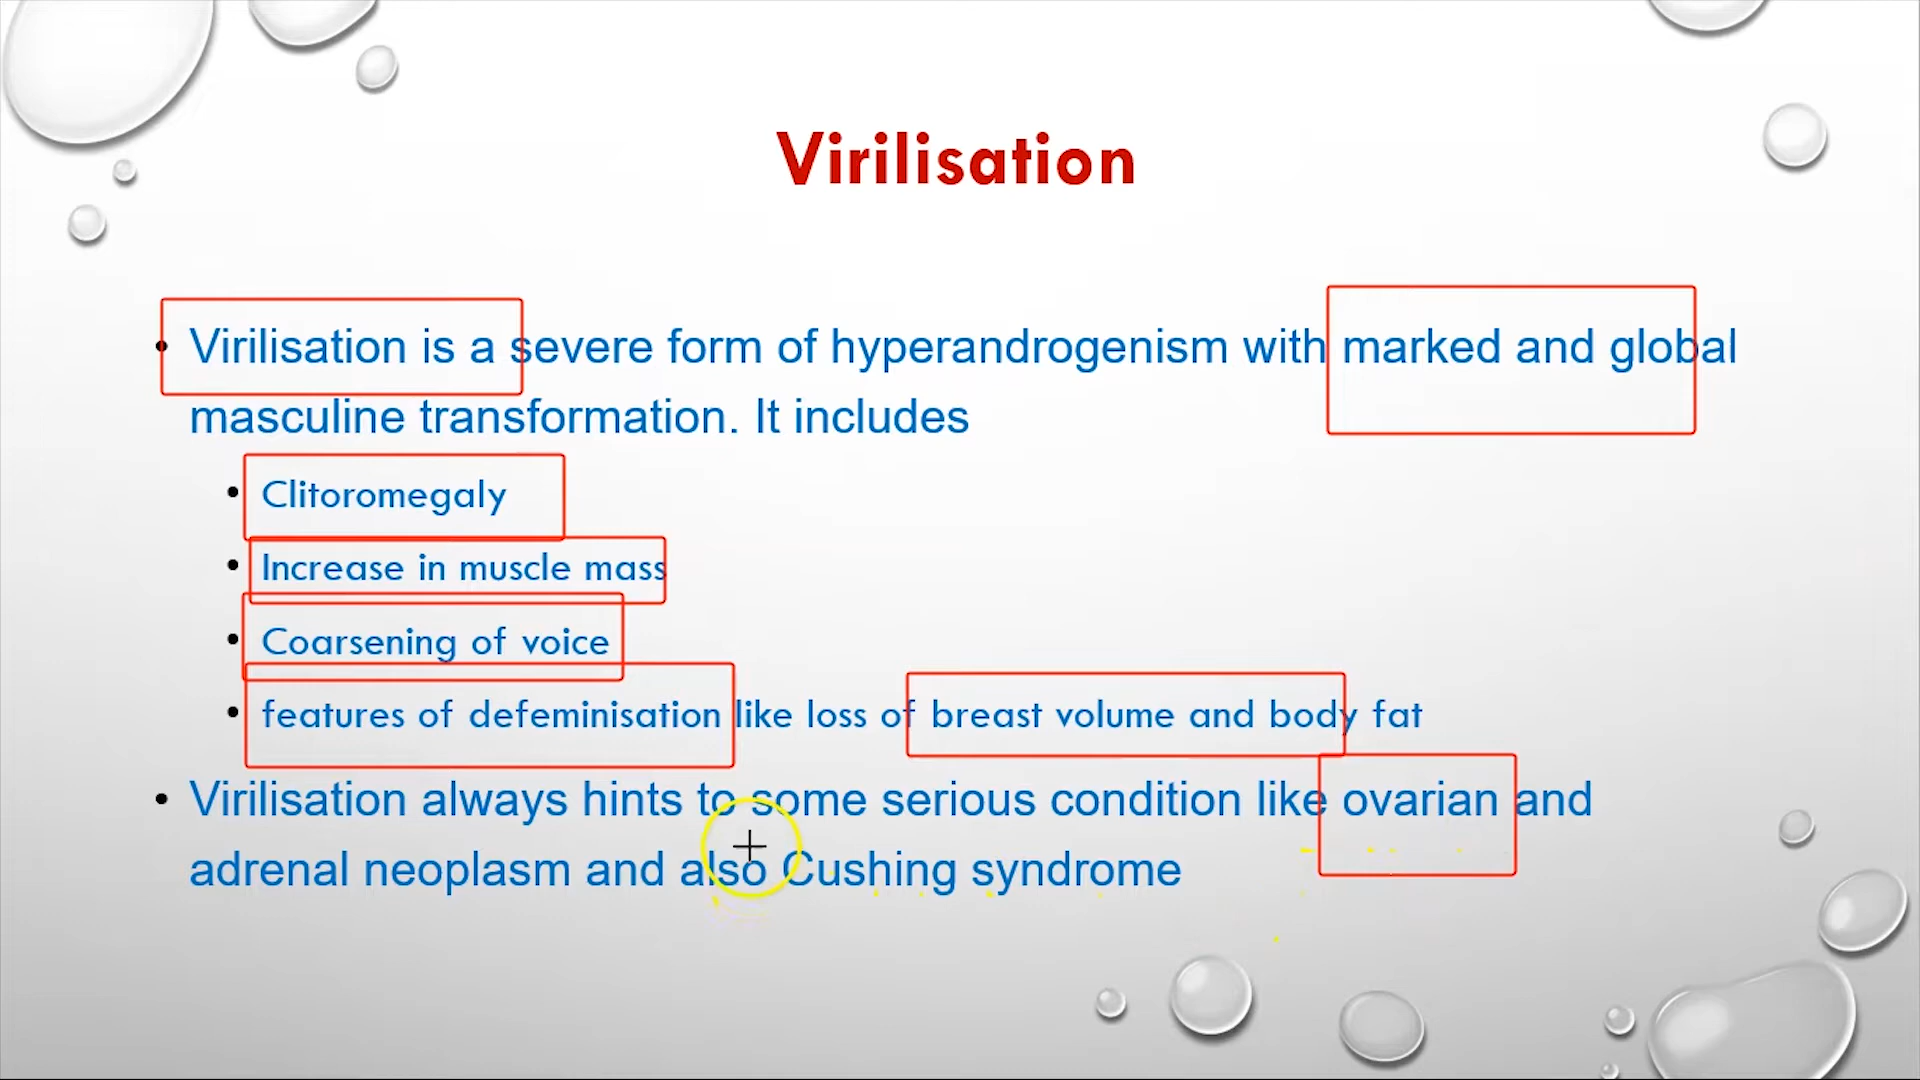 Virilisation
• Virilisation is a severe form of hyperandrogenism with marked and global
masculine transformation. It includes
• Clitoromegaly
• Increase in muscle mass
• Coarsening of voice
• features of defeminisation like loss of breast volume and body fat
• Virilisation always hints to some serious condition like ovarian and
adrenal neoplasm and also Cushing syndrome